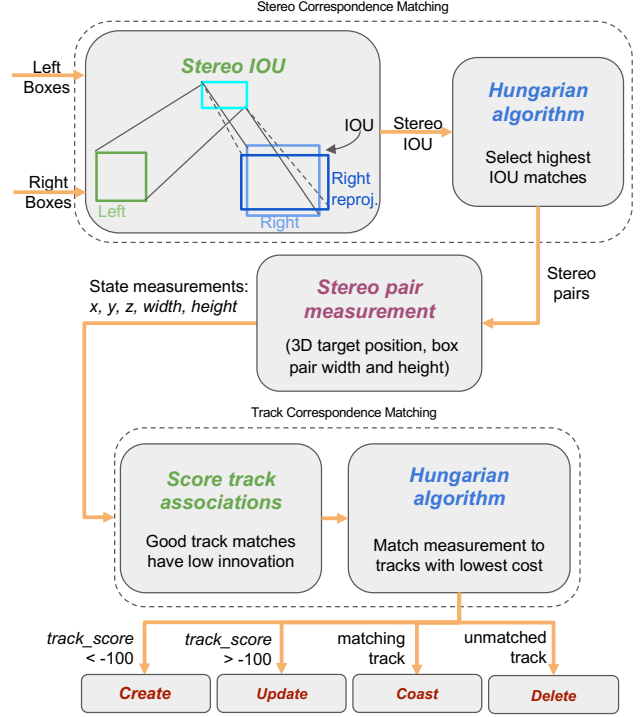 Stereo Correspondence Matching
Left
Boxes
Right
Boxes
Stereo IOU
IOU
Left
Right
reproj.
Right
Stereo
IOU
Hungarian
algorithm
Select highest
IOU matches
Stereo
pairs
State measurements:
x, y, z, width, height
Stereo pair
measurement
(3D target position, box
pair width and height)
Track Correspondence Matching
Score track
associations
Good track matches
have low innovation
Hungarian
algorithm
Match measurement to
tracks with lowest cost
track_score
< -100
track_score
> -100
matching
track
unmatched
track
Create
Update
Coast
Delete